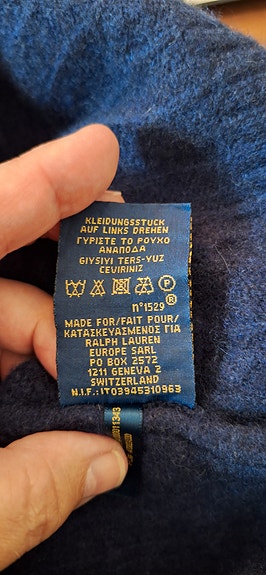 KLEIDUNGSSTÜCK
AUF LINKS DREHEN
ΓΥΡΙΣΤΕ ΤΟ ΡΟΥΧΟ
ΑΝΑΠΟΔΑ
GIYSIYI TERS-YUZ
CEVIRINIZ
P
n°1529 ®
MADE FOR/FAIT POUR/
ΚΑΤΑΣΚΕΥΑΣΜΕΝΟΣ ΓΙΑ
RALPH LAUREN
EUROPE SARL
PO BOX 2572
1211 GENEVA 2
SWITZERLAND
N.I.F.:IT03945310963